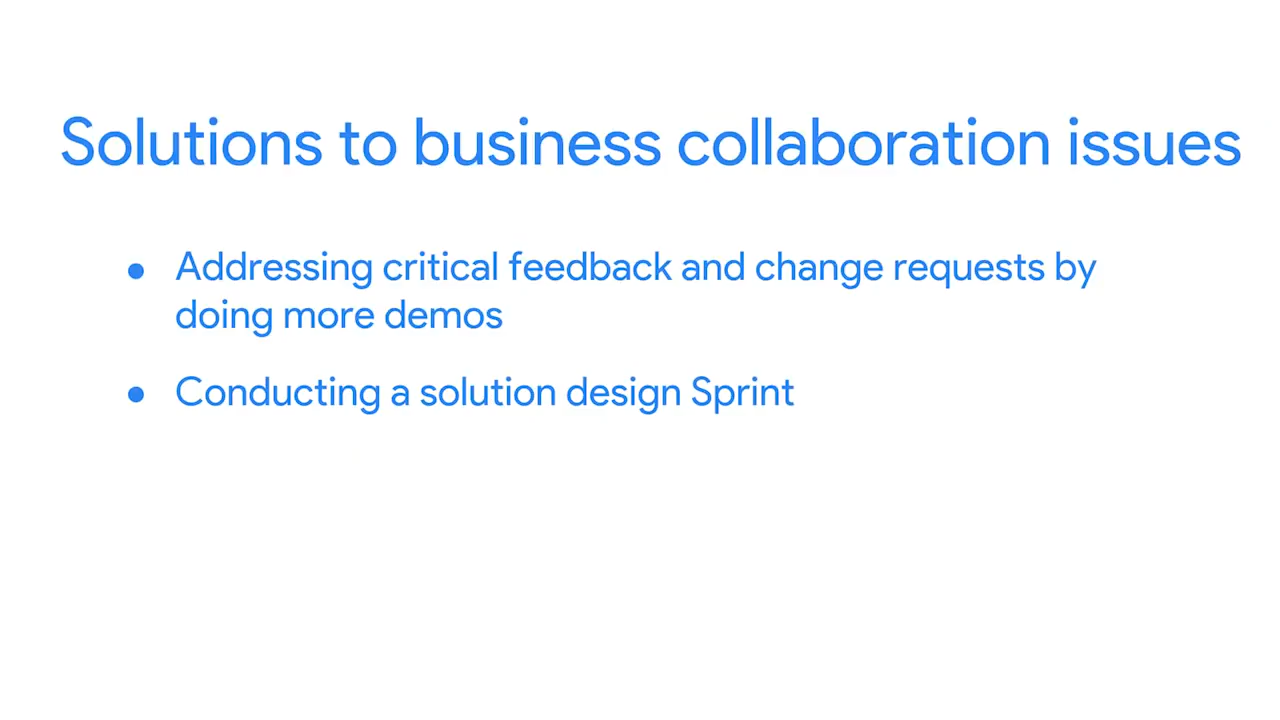 Solutions to business collaboration issues
● Addressing critical feedback and change requests by
doing more demos
● Conducting a solution design Sprint